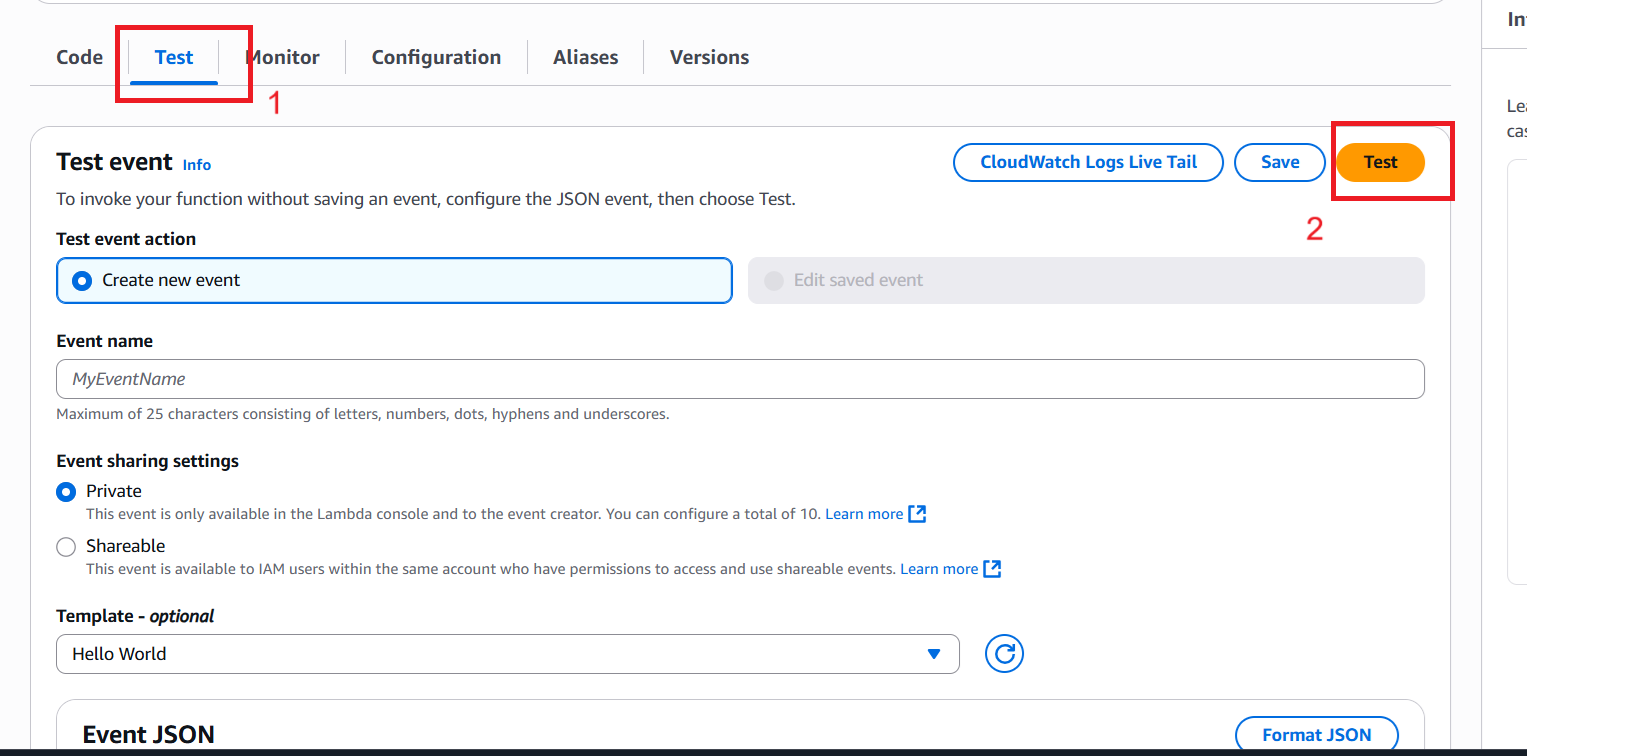 Code Test Monitor Configuration Aliases Versions
1
Test event Info
CloudWatch Logs Live Tail Save Test
To invoke your function without saving an event, configure the JSON event, then choose Test.
2
Test event action
Create new event Edit saved event
Event name
MyEventName
Maximum of 25 characters consisting of letters, numbers, dots, hyphens and underscores.
Event sharing settings
Private
This event is only available in the Lambda console and to the event creator. You can configure a total of 10. Learn more
Shareable
This event is available to IAM users within the same account who have permissions to access and use shareable events. Learn more
Template - optional
Hello World
Event JSON Format JSON